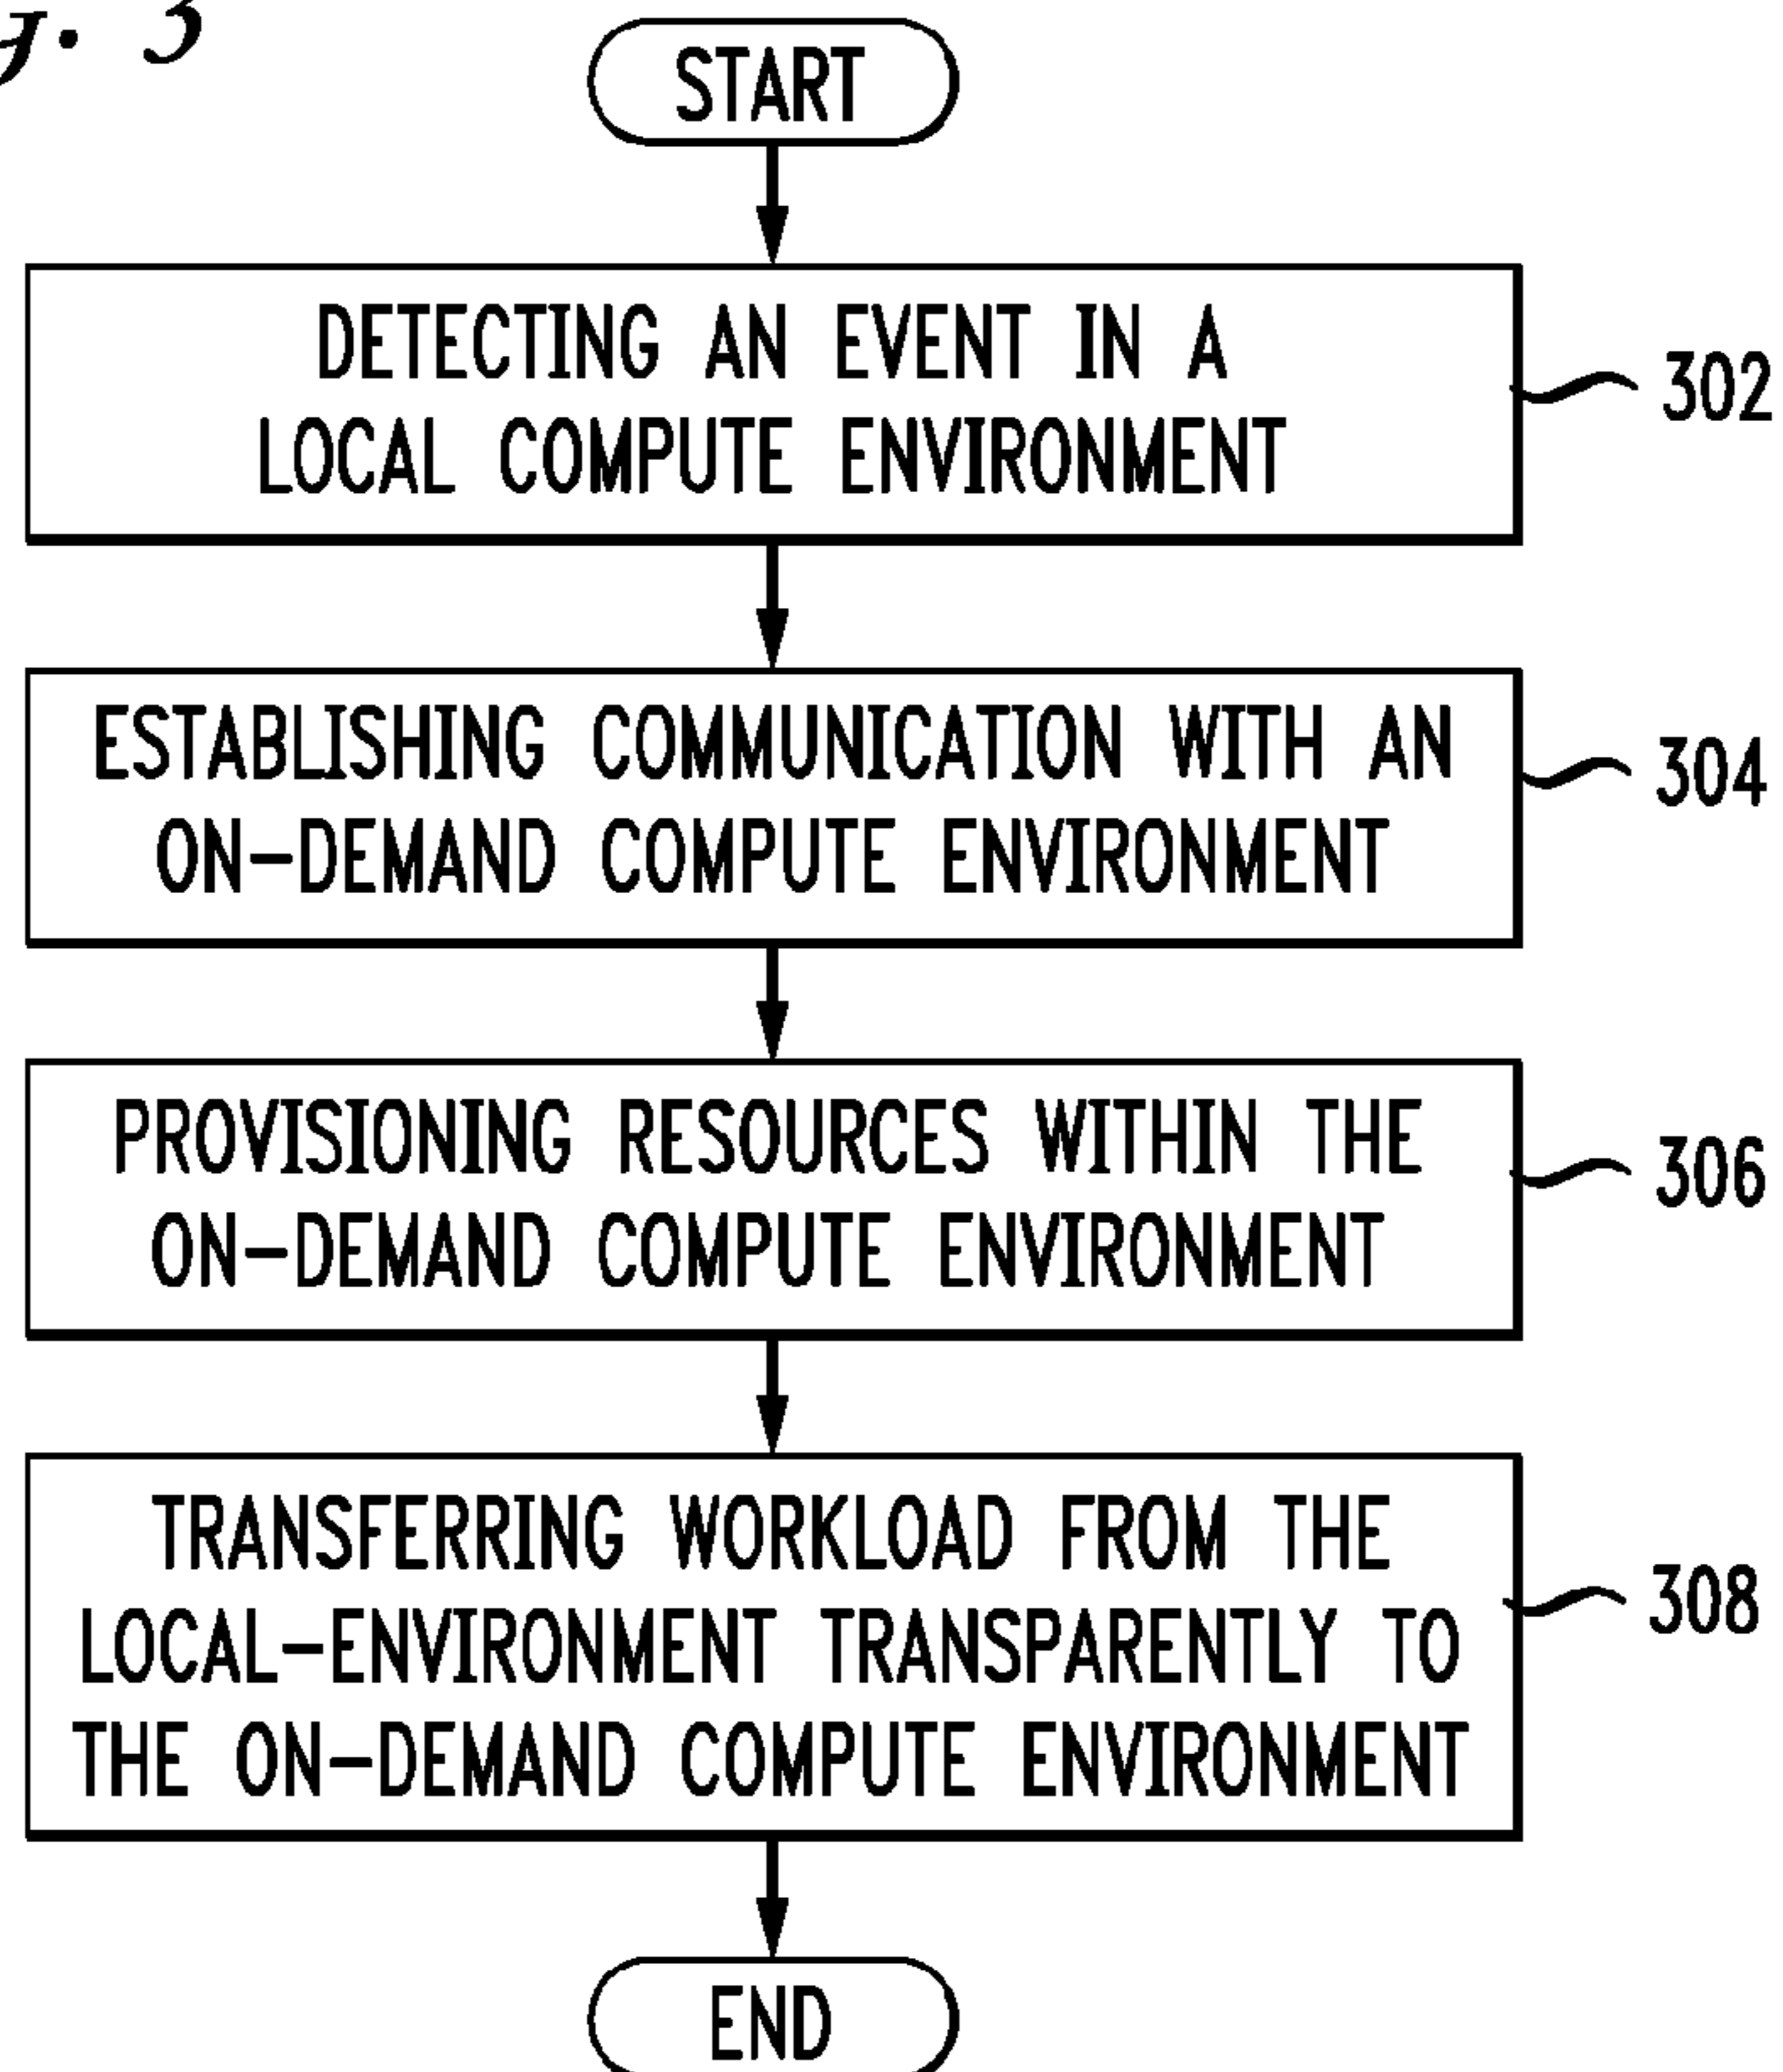 g. 3
START
DETECTING AN EVENT IN A
LOCAL COMPUTE ENVIRONMENT
302
ESTABLISHING COMMUNICATION WITH AN
ON-DEMAND COMPUTE ENVIRONMENT
304
PROVISIONING RESOURCES WITHIN THE
ON-DEMAND COMPUTE ENVIRONMENT
306
TRANSFERRING WORKLOAD FROM THE
LOCAL-ENVIRONMENT TRANSPARENTLY TO
THE ON-DEMAND COMPUTE ENVIRONMENT
308
END